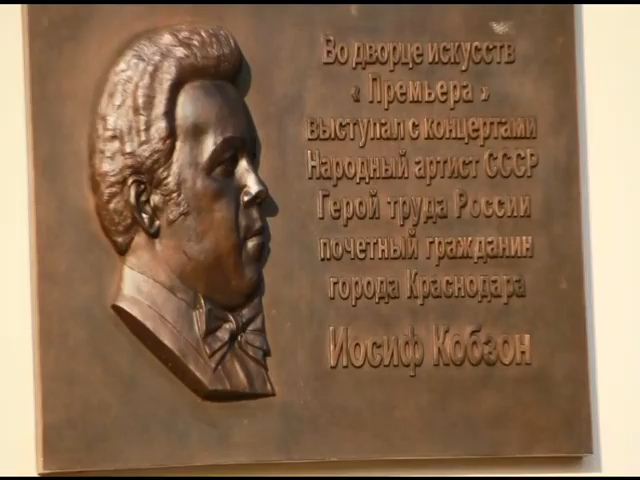 Во дворце искусств
« Премьера »
выступал с концертами
Народный артист СССР
Герой труда России
почетный гражданин
города Краснодара
Иосиф Кобзон